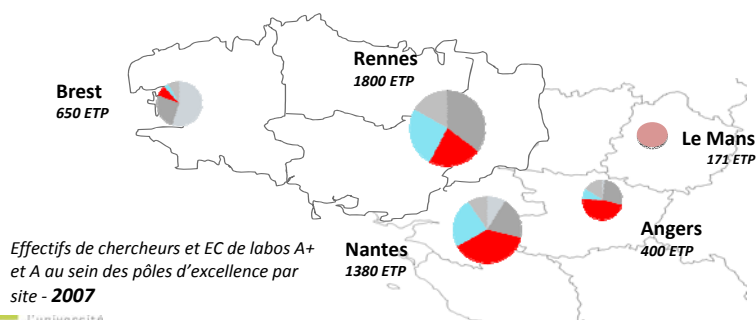 Rennes
1800 ETP
Brest
650 ETP
Le Mans
171 ETP
Angers
400 ETP
Nantes
1380 ETP
Effectifs de chercheurs et EC de labos A+
et A au sein des pôles d'excellence par
site - 2007
l'université